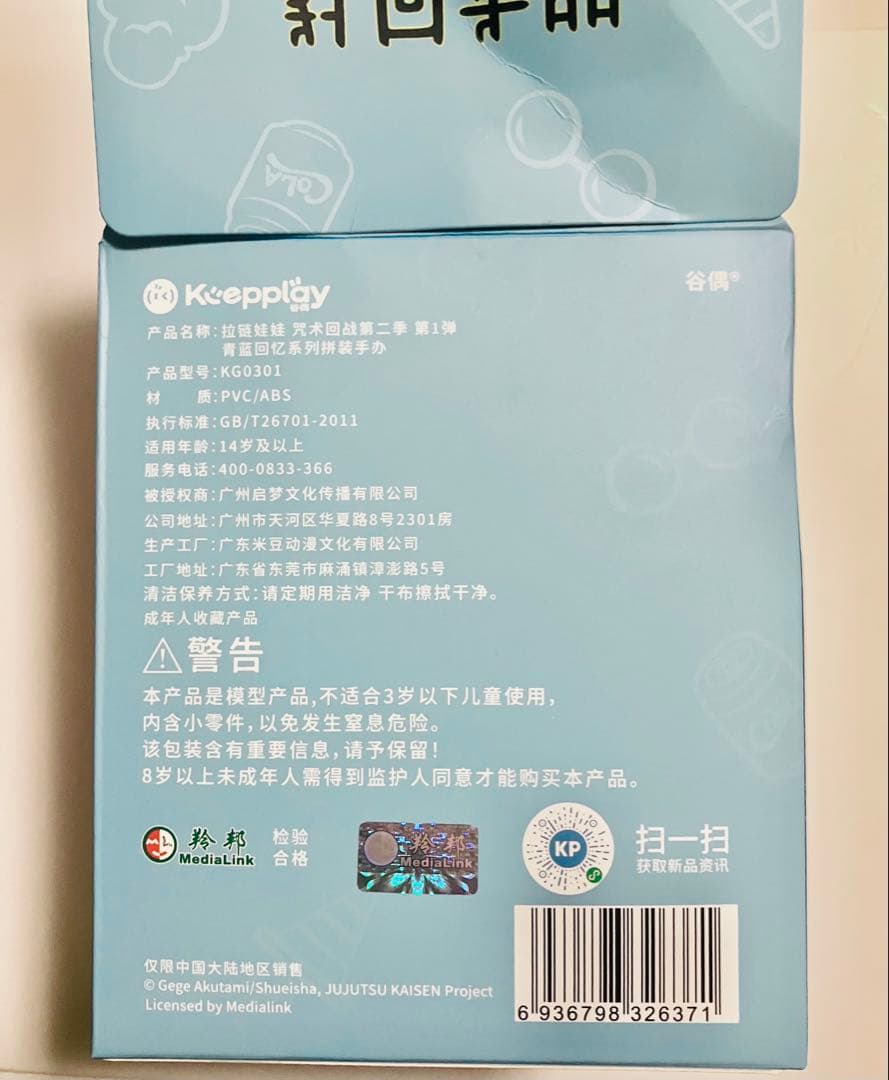 COLA
Keepplay
谷偶
谷偶®
产品名称:拉链娃娃 咒术回战第二季 第1弹
青蓝回忆系列拼装手办
产品型号:KG0301
材 质:PVC/ABS
执行标准:GB/T26701-2011
适用年龄:14岁及以上
服务电话:400-0833-366
被授权商:广州启梦文化传播有限公司
公司地址:广州市天河区华夏路8号2301房
生产工厂:广东米豆动漫文化有限公司
工厂地址:广东省东莞市麻涌镇漳澎路5号
清洁保养方式:请定期用洁净 干布擦拭干净。
成年人收藏产品
警告
本产品是模型产品,不适合3岁以下儿童使用,
内含小零件,以免发生窒息危险。
该包装含有重要信息,请予保留!
8岁以上未成年人需得到监护人同意才能购买本产品。
羚邦
MediaLink
检验
合格
羚邦
MediaLink
KP
扫一扫
获取新品资讯
仅限中国大陆地区销售
© Gege Akutami/Shueisha, JUJUTSU KAISEN Project
Licensed by Medialink
6 936798 326371